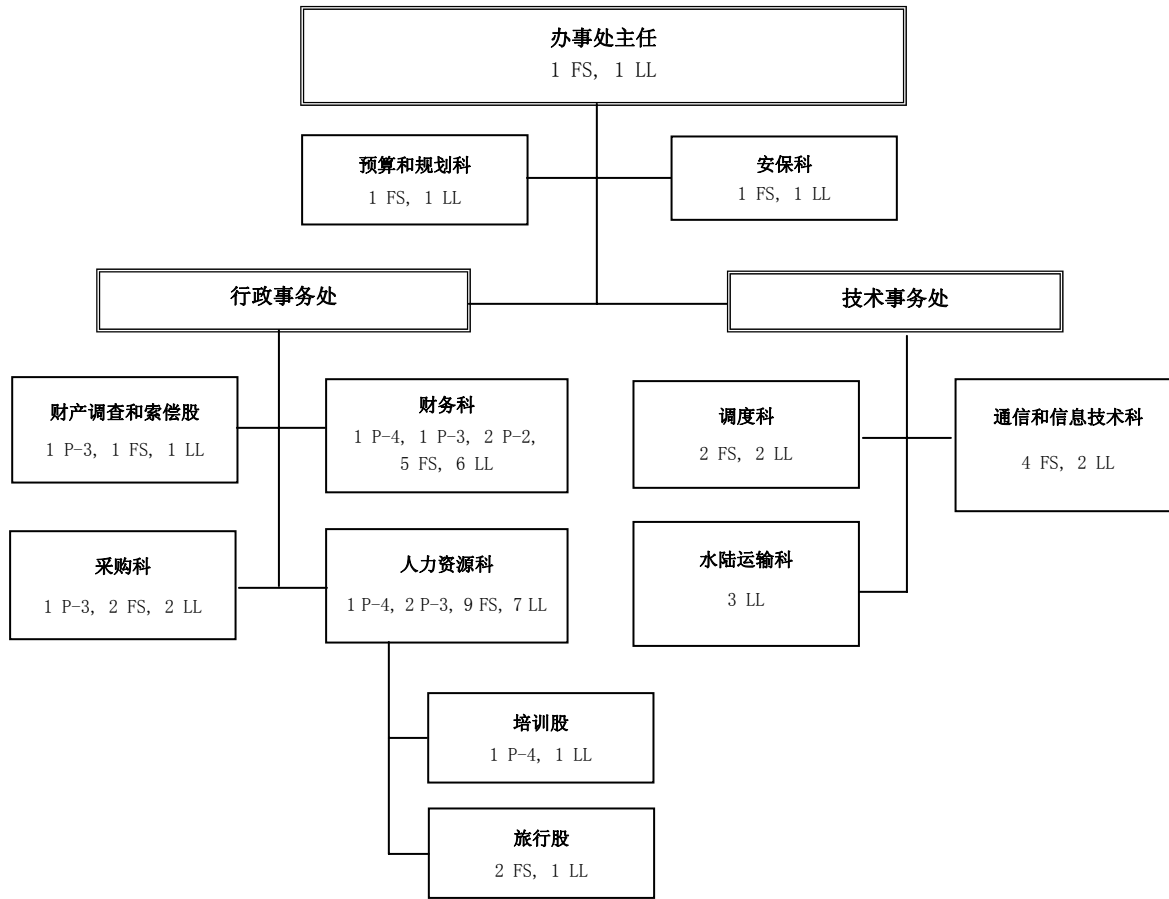 办事处主任
1 FS, 1 LL
预算和规划科
1 FS, 1 LL
安保科
1 FS, 1 LL
行政事务处
技术事务处
财产调查和索偿股
1 P-3, 1 FS, 1 LL
财务科
1 P-4, 1 P-3, 2 P-2,
5 FS, 6 LL
调度科
2 FS, 2 LL
通信和信息技术科
4 FS, 2 LL
采购科
1 P-3, 2 FS, 2 LL
人力资源科
1 P-4, 2 P-3, 9 FS, 7 LL
水陆运输科
3 LL
培训股
1 P-4, 1 LL
旅行股
2 FS, 1 LL